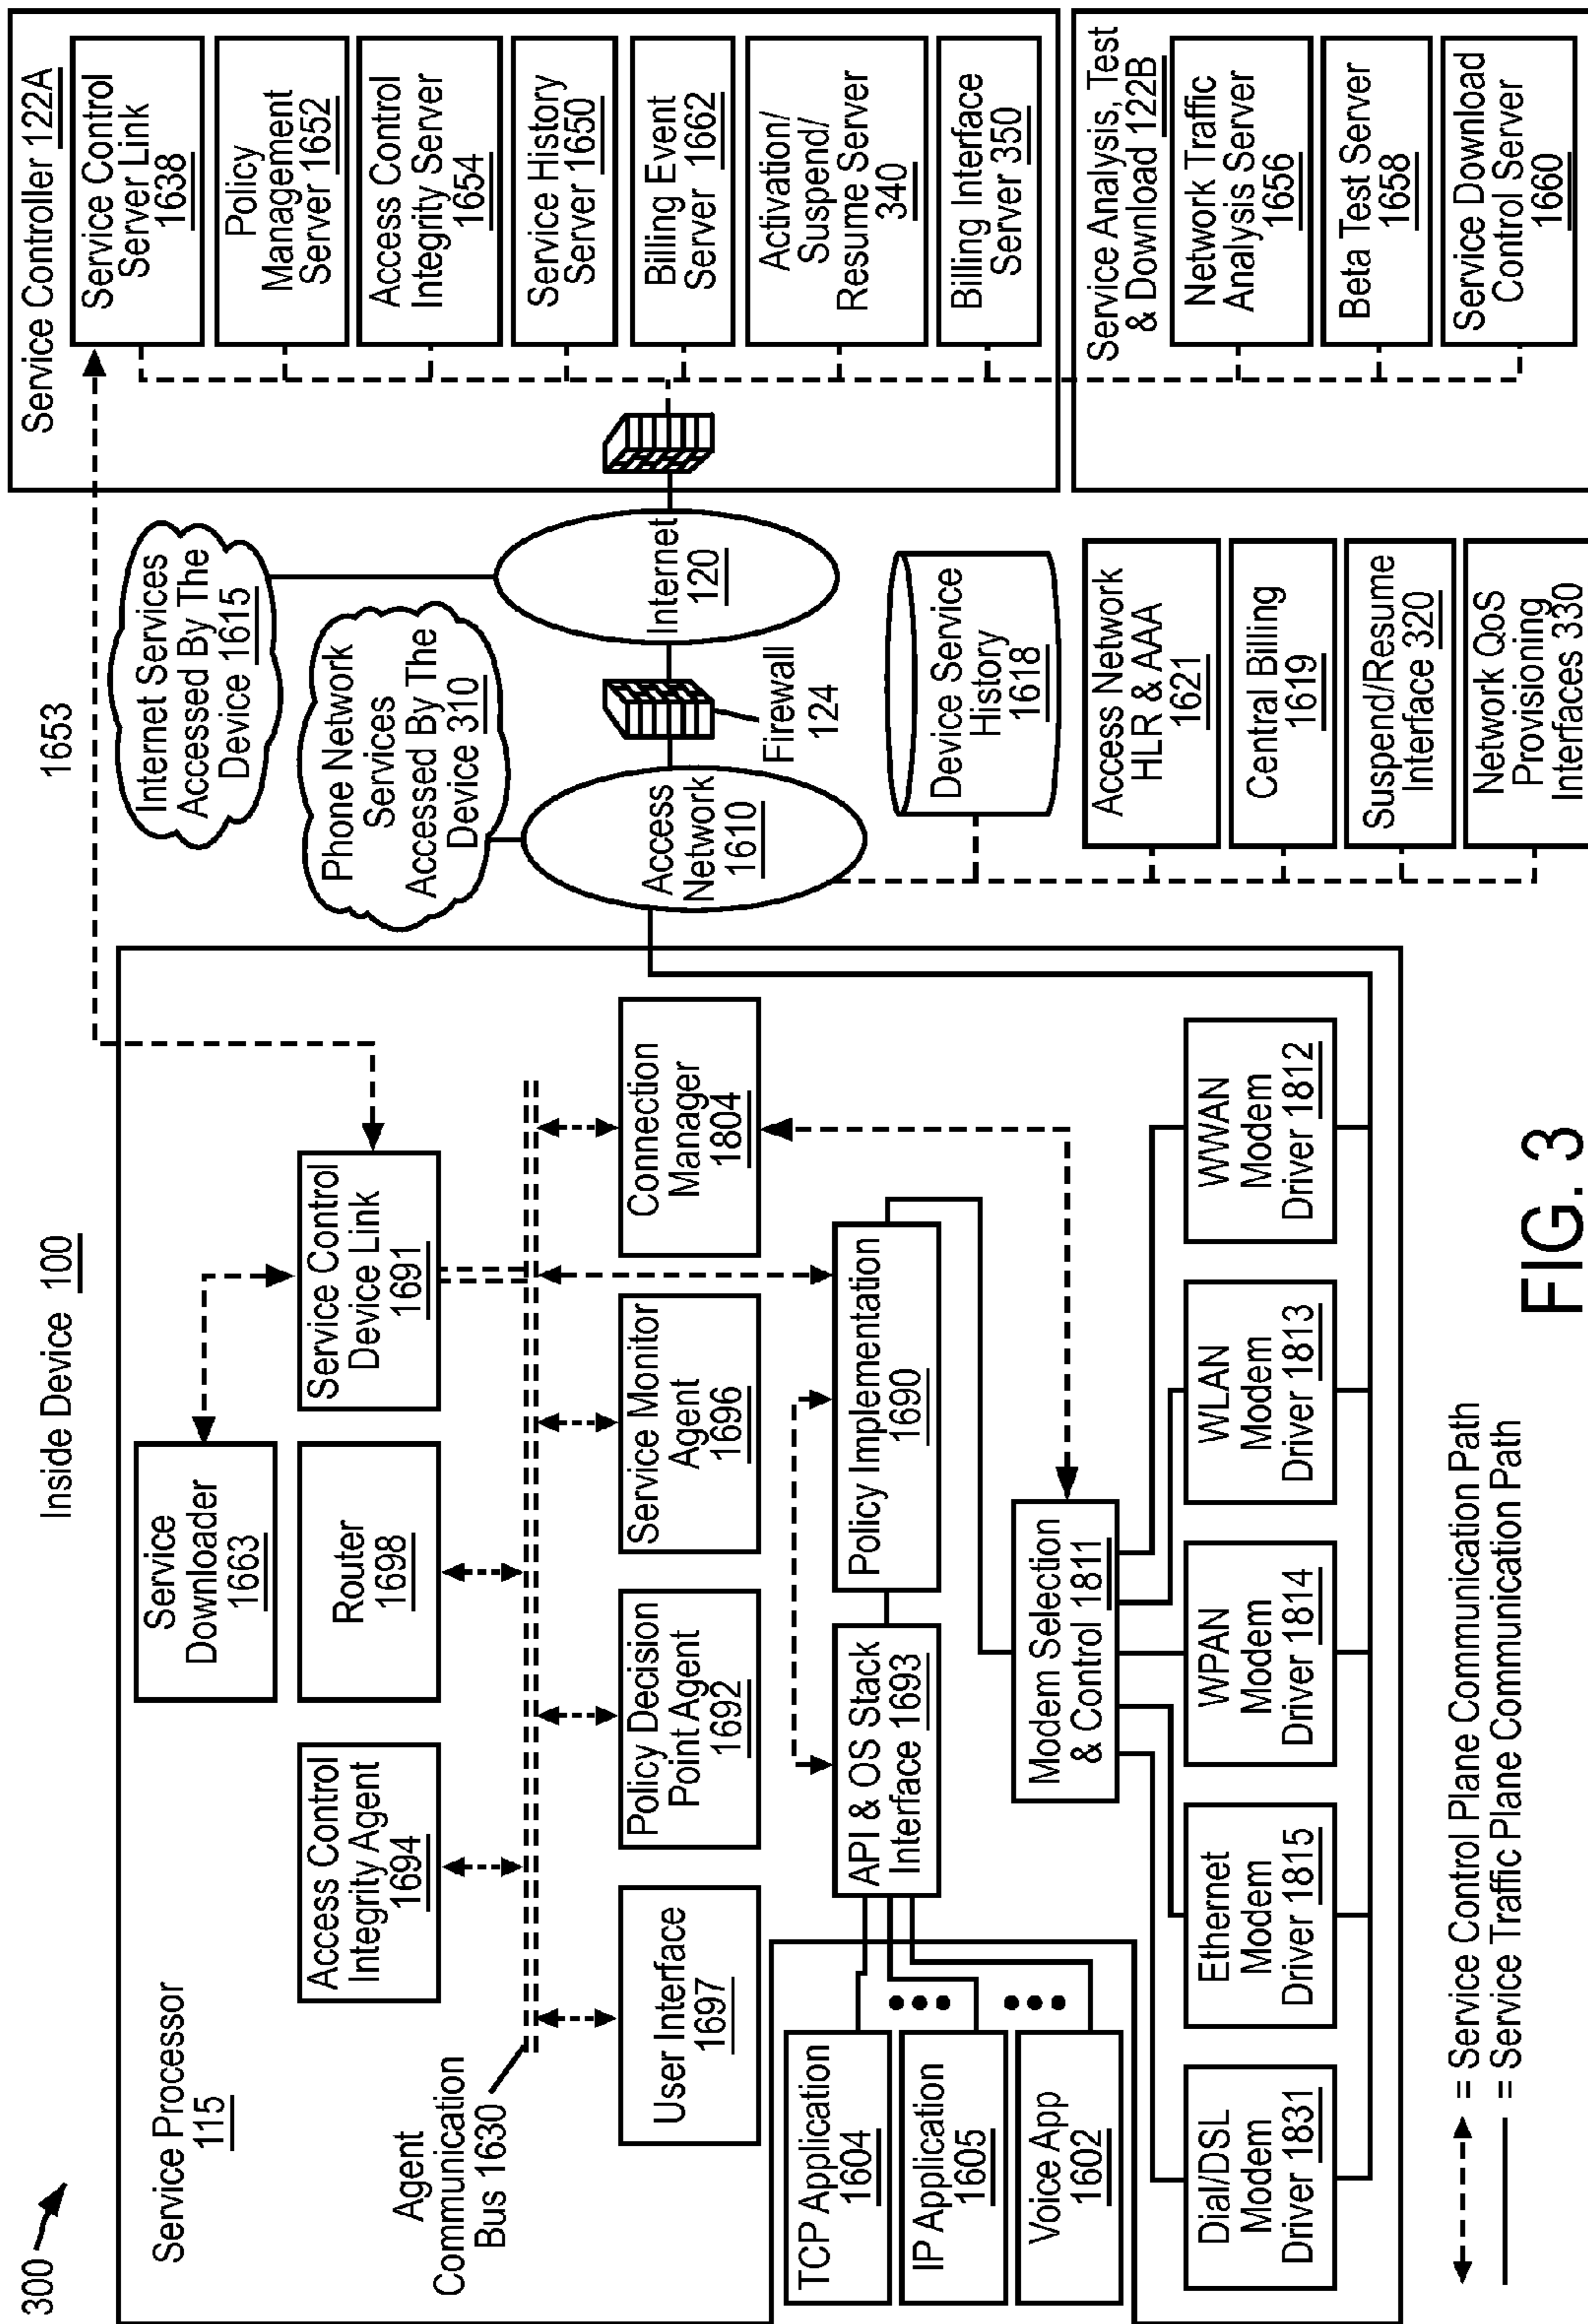 300
Inside Device 100
Service Processor
115
Service
Downloader
1663
Access Control
Integrity Agent
1694
Router
1698
Service Control
Device Link
1691
1653
Agent
Communication
Bus 1630
User Interface
1697
Policy Decision
Point Agent
1692
Service Monitor
Agent
1696
Connection
Manager
1804
TCP Application
1604
IP Application
1605
Voice App
1602
API & OS Stack
Interface 1693
Policy Implementation
1690
Modem Selection
& Control 1811
Dial/DSL
Modem
Driver 1831
Ethernet
Modem
Driver 1815
WPAN
Modem
Driver 1814
WLAN
Modem
Driver 1813
WWAN
Modem
Driver 1812
Internet Services
Accessed By The
Device 1615
Phone Network
Services
Accessed By The
Device 310
Access
Network
1610
Firewall
124
Internet
120
Device Service
History
1618
Access Network
HLR & AAA
1621
Central Billing
1619
Suspend/Resume
Interface 320
Network QoS
Provisioning
Interfaces 330
Service Controller 122A
Service Control
Server Link
1638
Policy
Management
Server 1652
Access Control
Integrity Server
1654
Service History
Server 1650
Billing Event
Server 1662
Activation/
Suspend/
Resume Server
340
Billing Interface
Server 350
Service Analysis, Test
& Download 122B
Network Traffic
Analysis Server
1656
Beta Test Server
1658
Service Download
Control Server
1660
= Service Control Plane Communication Path
= Service Traffic Plane Communication Path
FIG. 3